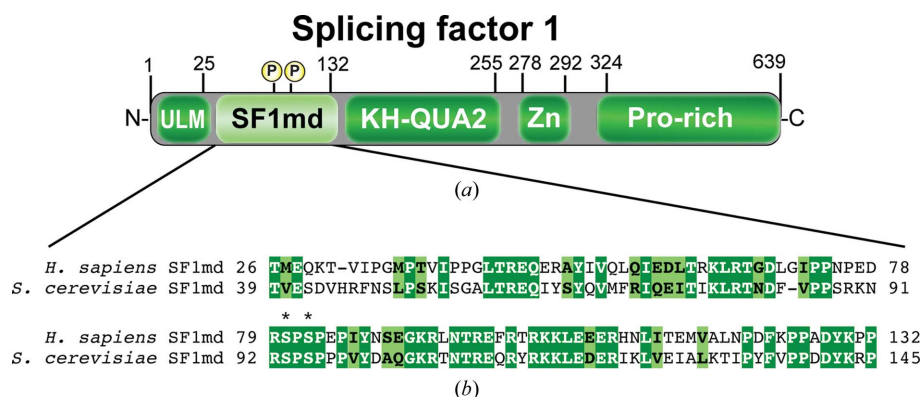 Splicing factor 1
1 25 P P 132 255 278 292 324 639
N- ULM SF1md KH-QUA2 Zn Pro-rich -C
(a)
H. sapiens SF1md 26 TMEQKT-VIPGMPTVIPPGLTREQERAYIVQLQIEDLTRKLRTGDLGIPPNPED 78
S. cerevisiae SF1md 39 TVESDVHRFNSLPSKISGALTREQIYSYQVMFRIQEITIKLRTNDF-VPPSRKN 91
* *
H. sapiens SF1md 79 RSPSPEPIYNSEGKRLNTREFRTRKKLEEERHNLITEMVALNPDFKPPADYKPP 132
S. cerevisiae SF1md 92 RSPSPPPVYDAQGKRTNTREQRYRKKLEDERIKLVEIALKTIPYFVPPDDYKRP 145
(b)